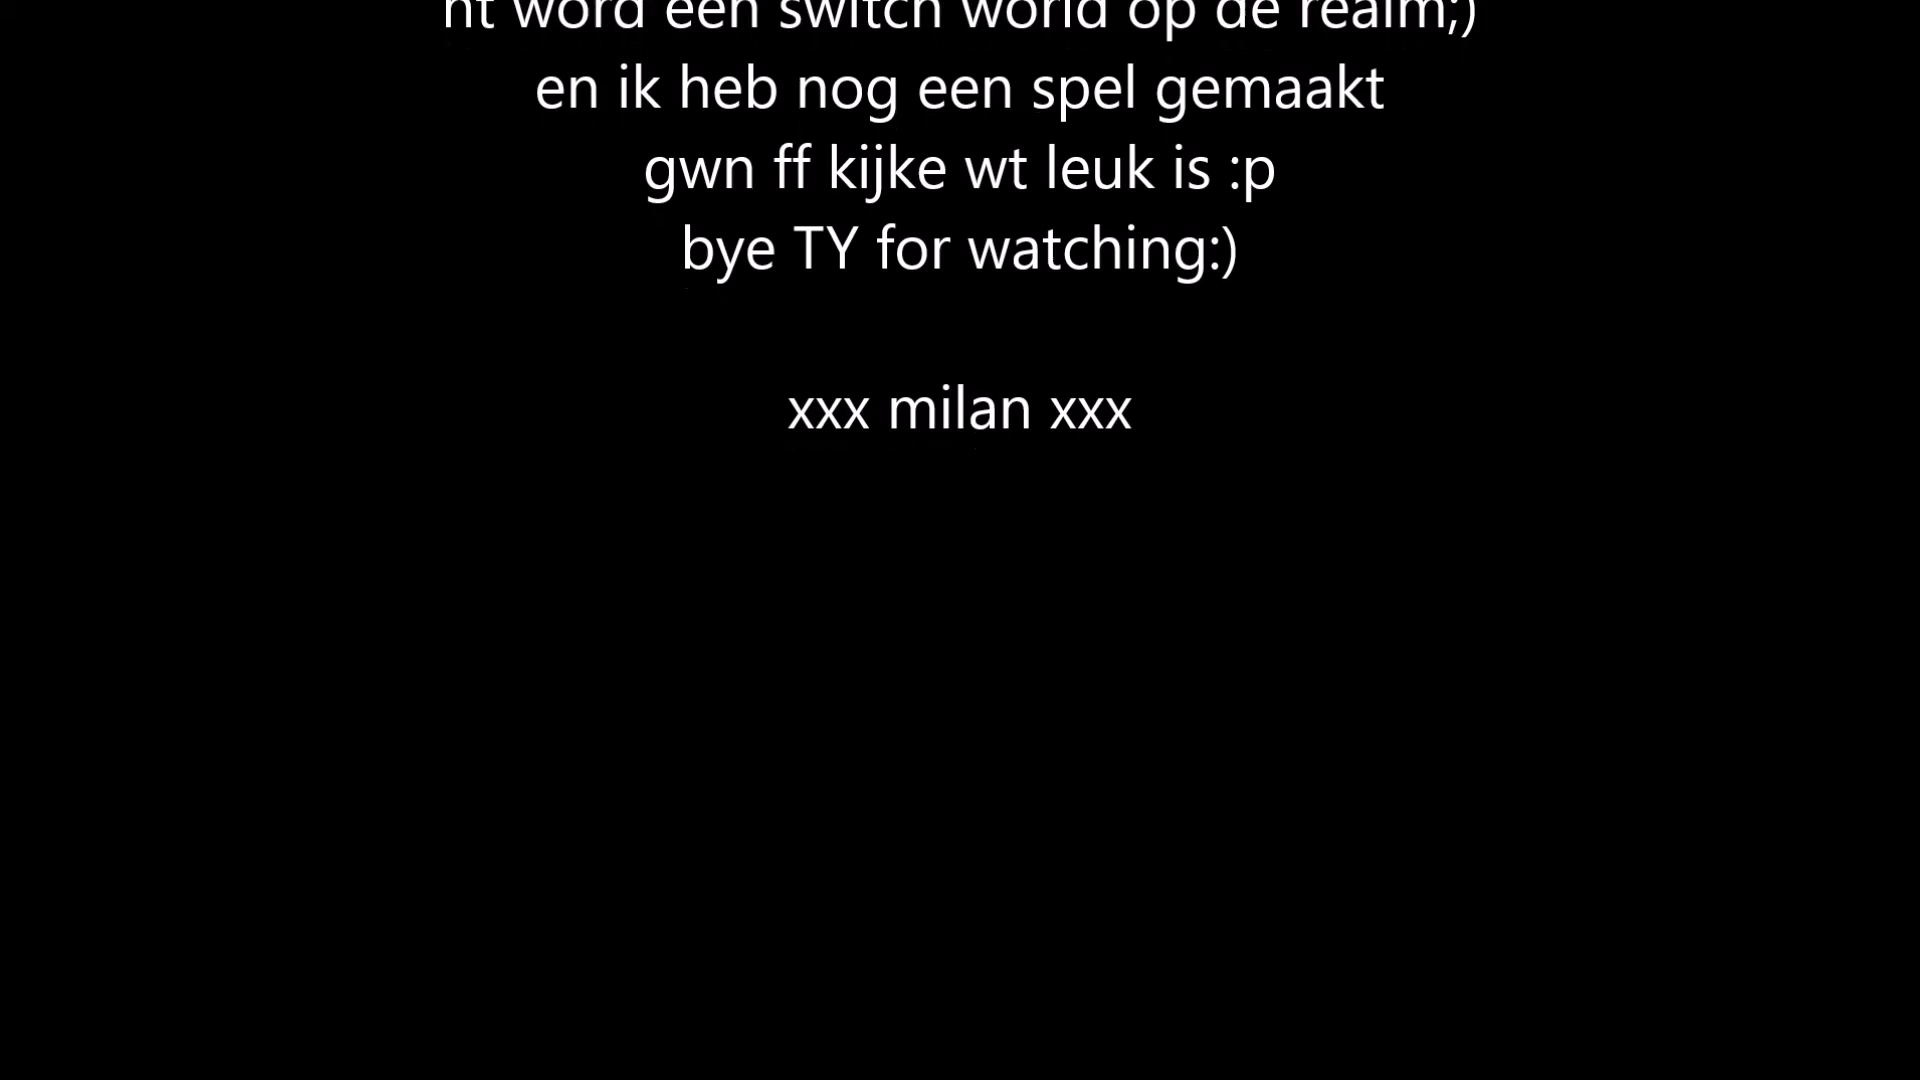 word een switch world op de realm;)
en ik heb nog een spel gemaakt
gwn ff kijke wt leuk is :p
bye TY for watching:)
xxx milan xxx